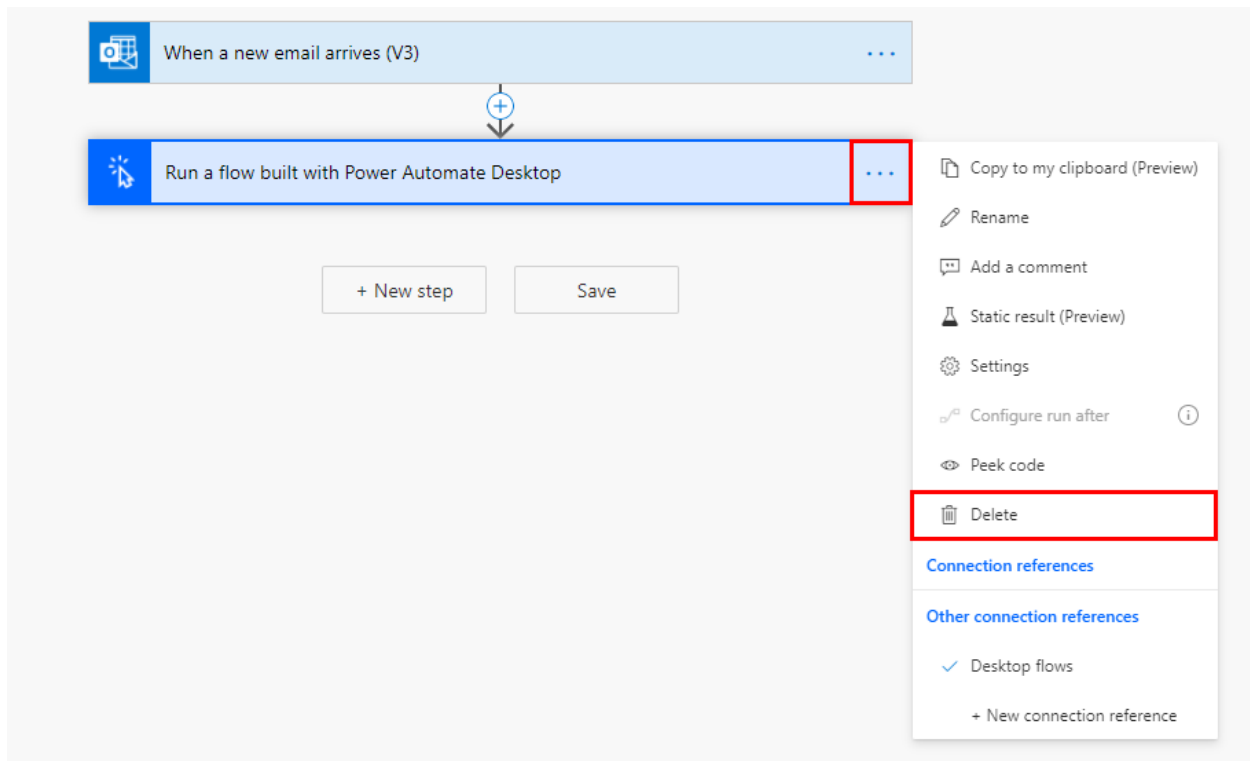 When a new email arrives (V3)
Run a flow built with Power Automate Desktop
+ New step
Save
Copy to my clipboard (Preview)
Rename
Add a comment
Static result (Preview)
Settings
Configure run after
Peek code
Delete
Connection references
Other connection references
Desktop flows
+ New connection reference